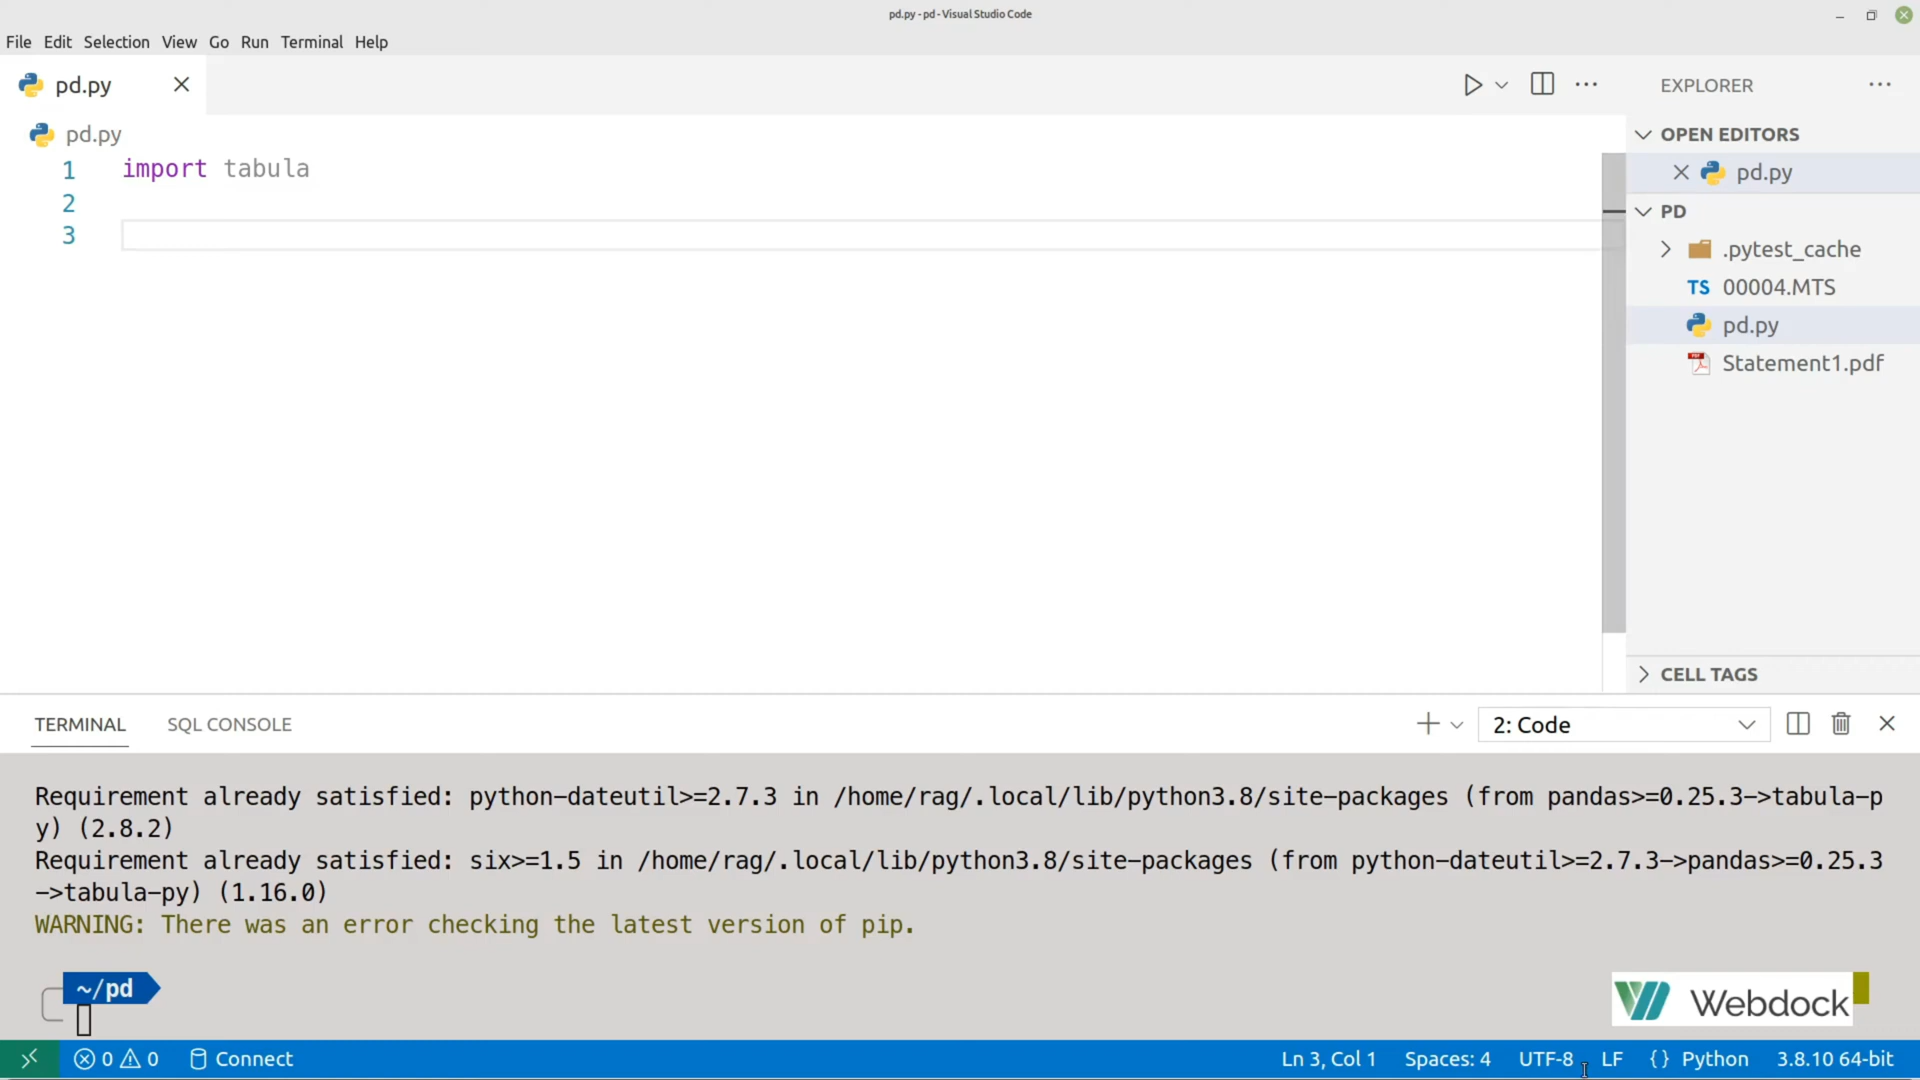 pd.py - pd - Visual Studio Code
File Edit Selection View Go Run Terminal Help
pd.py
EXPLORER
pd.py
OPEN EDITORS
1 import tabula
2
3
pd.py
PD
.pytest_cache
TS 00004.MTS
pd.py
Statement1.pdf
CELL TAGS
TERMINAL SQL CONSOLE
2: Code
Requirement already satisfied: python-dateutil>=2.7.3 in /home/rag/.local/lib/python3.8/site-packages (from pandas>=0.25.3->tabula-p
y) (2.8.2)
Requirement already satisfied: six>=1.5 in /home/rag/.local/lib/python3.8/site-packages (from python-dateutil>=2.7.3->pandas>=0.25.3
->tabula-py) (1.16.0)
WARNING: There was an error checking the latest version of pip.
~/pd
Webdock
0 0 Connect Ln 3, Col 1 Spaces: 4 UTF-8 LF {} Python 3.8.10 64-bit